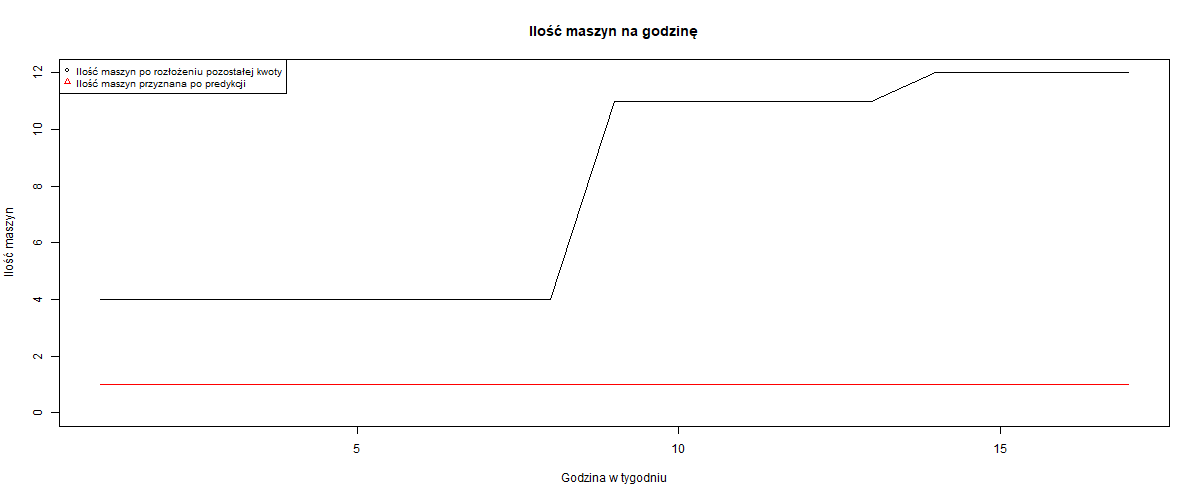 Ilość maszyn na godzinę
Ilość maszyn po rozłożeniu pozostałej kwoty
Ilość maszyn przyznana po predykcji
Ilość maszyn
12
10
8
6
4
2
0
5 10 15
Godzina w tygodniu